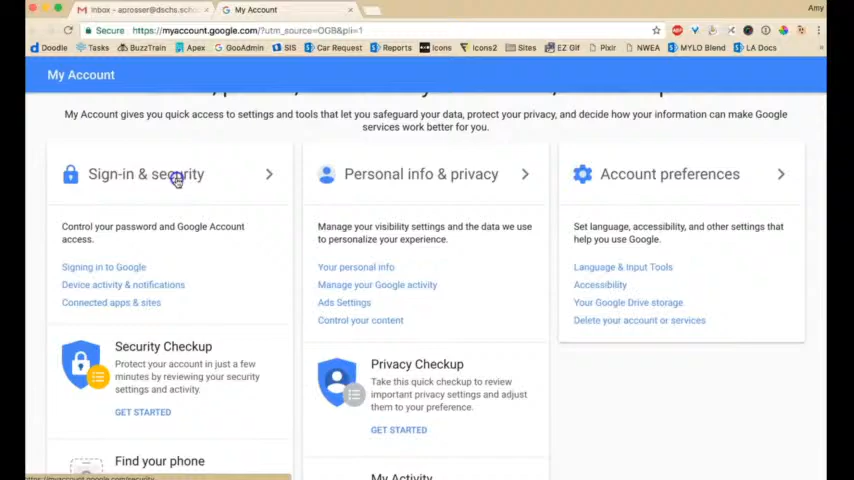 Inbox - aprosser@dschs.scho
My Account
Amy
Secure
https://myaccount.google.com/?utm_source=OGB&pli=1
Doodle
Tasks
BuzzTrain
Apex
GooAdmin
SIS
Car Request
Reports
Icons
Icons2
Sites
EZ Gif
Pixlr
NWEA
MYLO Blend
LA Docs
»
My Account
My Account gives you quick access to settings and tools that let you safeguard your data, protect your privacy, and decide how your information can make Google
services work better for you.
Sign-in & security
Control your password and Google Account
access.
Signing in to Google
Device activity & notifications
Connected apps & sites
Security Checkup
Protect your account in just a few
minutes by reviewing your security
settings and activity.
GET STARTED
Find your phone
Personal info & privacy
Manage your visibility settings and the data we use
to personalize your experience.
Your personal info
Manage your Google activity
Ads Settings
Control your content
Privacy Checkup
Take this quick checkup to review
important privacy settings and adjust
them to your preference.
GET STARTED
My Activity
Account preferences
Set language, accessibility, and other settings that
help you use Google.
Language & Input Tools
Accessibility
Your Google Drive storage
Delete your account or services
https://myaccount.google.com/security